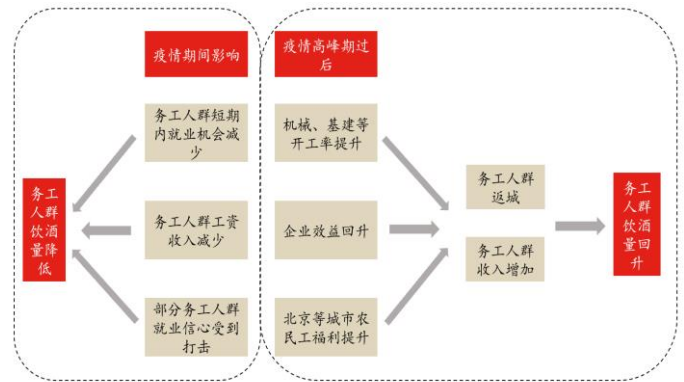 疫情期间影响
务工人群短期
内就业机会减
少
务工人群工资
收入减少
部分务工人群
就业信心受到
打击
务工
人群
饮酒
量降
低
疫情高峰期过
后
机械、基建等
开工率提升
企业效益回升
北京等城市农
民工福利提升
务工人群
返城
务工人群
收入增加
务工
人群
饮酒
量回
升